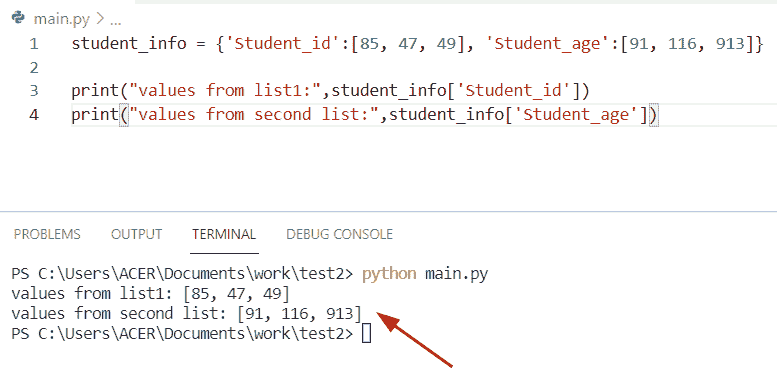 main.py > ...
1 student_info = {'Student_id':[85, 47, 49], 'Student_age':[91, 116, 913]}
2
3 print("values from list1:",student_info['Student_id'])
4 print("values from second list:",student_info['Student_age'])
PROBLEMS OUTPUT TERMINAL DEBUG CONSOLE
PS C:\Users\ACER\Documents\work\test2> python main.py
values from list1: [85, 47, 49]
values from second list: [91, 116, 913]
PS C:\Users\ACER\Documents\work\test2>